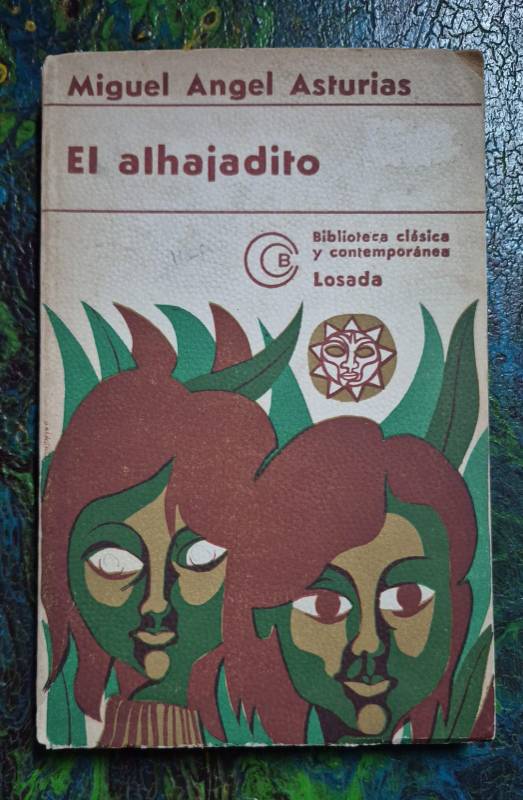 Miguel Angel Asturias
El alhajadito
B
Biblioteca clásica
y contemporánea
Losada